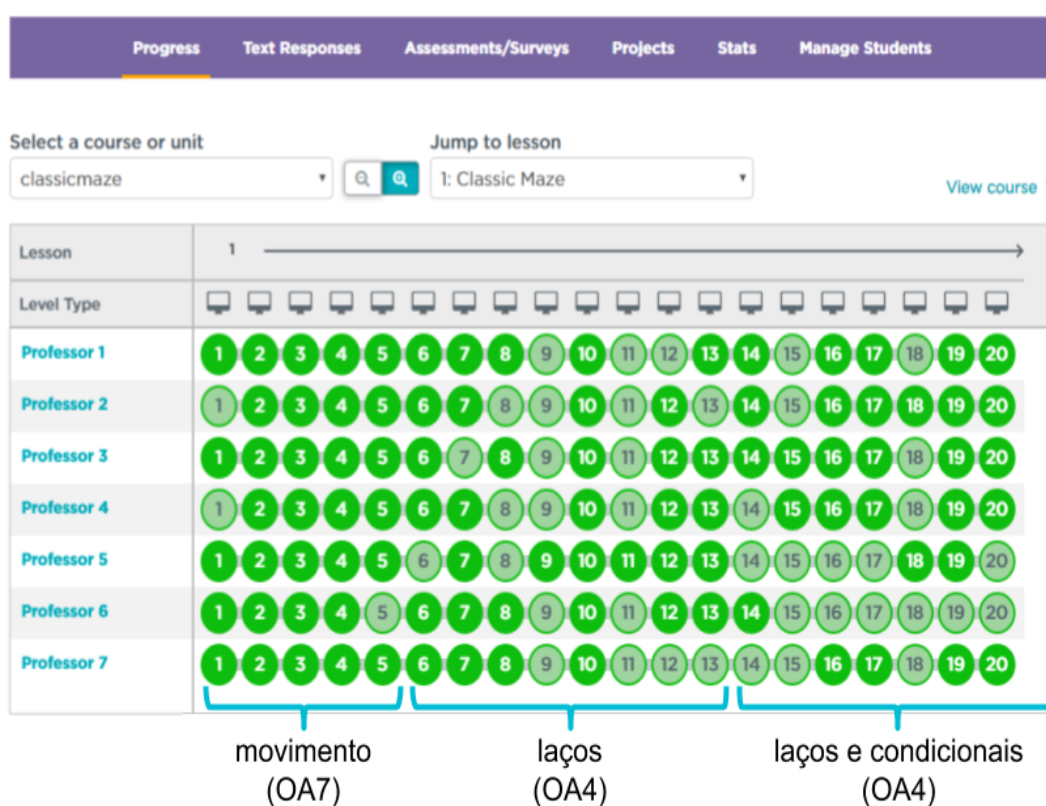 Progress Text Responses Assessments/Surveys Projects Stats Manage Students
Select a course or unit Jump to lesson
classicmaze 1: Classic Maze
View course
Lesson 1
Level Type
Professor 1 1 2 3 4 5 6 7 8 9 10 11 12 13 14 15 16 17 18 19 20
Professor 2 1 2 3 4 5 6 7 8 9 10 11 12 13 14 15 16 17 18 19 20
Professor 3 1 2 3 4 5 6 7 8 9 10 11 12 13 14 15 16 17 18 19 20
Professor 4 1 2 3 4 5 6 7 8 9 10 11 12 13 14 15 16 17 18 19 20
Professor 5 1 2 3 4 5 6 7 8 9 10 11 12 13 14 15 16 17 18 19 20
Professor 6 1 2 3 4 5 6 7 8 9 10 11 12 13 14 15 16 17 18 19 20
Professor 7 1 2 3 4 5 6 7 8 9 10 11 12 13 14 15 16 17 18 19 20
movimento laços laços e condicionais
(OA7) (OA4) (OA4)